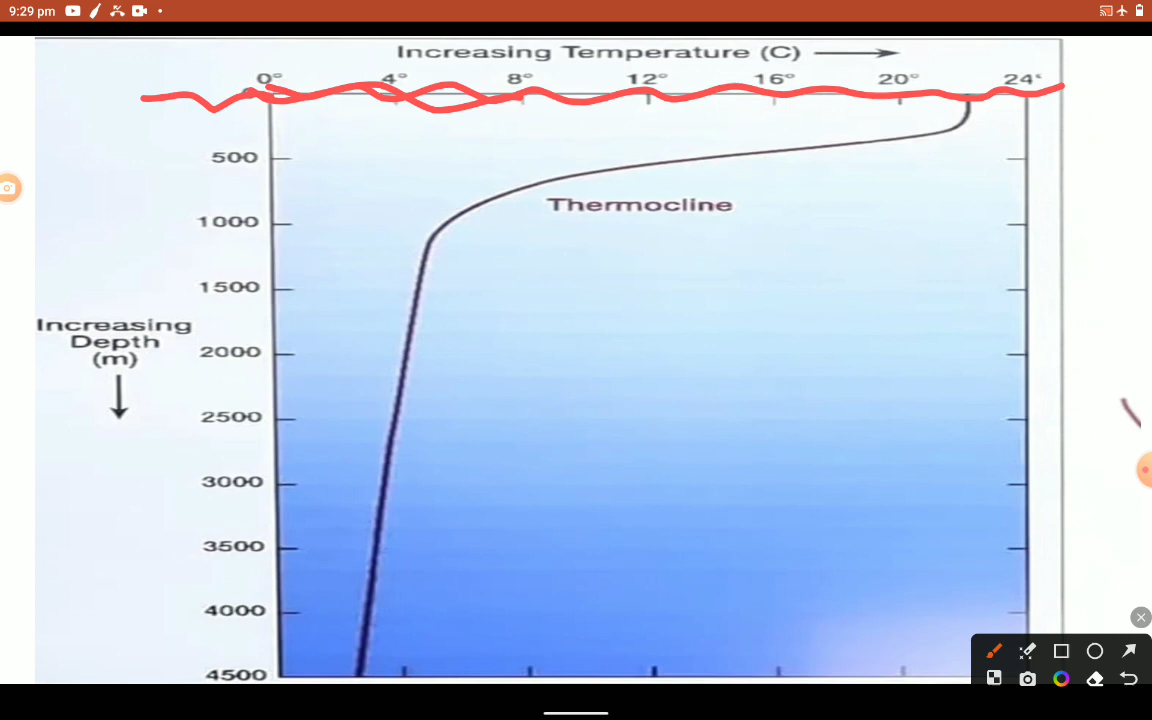 9:29 pm
Increasing Temperature (C)
0° 4° 8° 12° 16° 20° 24°
500
1000
Thermocline
1500
Increasing
Depth
(m)
2000
2500
3000
3500
4000
4500